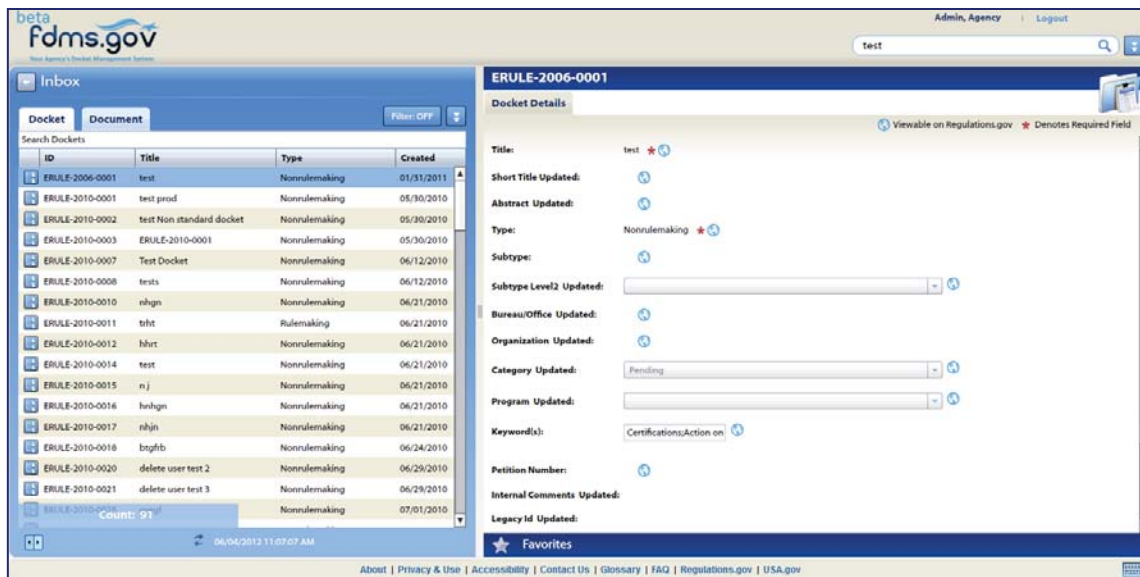 beta
fdms.gov
Your Agency's Docket Management System
Admin, Agency | Logout
test
Inbox
Docket Document Filter: OFF
Search Dockets
ID Title Type Created
ERULE-2006-0001 test Nonrulemaking 01/31/2011
ERULE-2010-0001 test prod Nonrulemaking 05/30/2010
ERULE-2010-0002 test Non standard docket Nonrulemaking 05/30/2010
ERULE-2010-0003 ERULE-2010-0001 Nonrulemaking 05/30/2010
ERULE-2010-0007 Test Docket Nonrulemaking 06/12/2010
ERULE-2010-0008 tests Nonrulemaking 06/12/2010
ERULE-2010-0010 nhgn Nonrulemaking 06/21/2010
ERULE-2010-0011 trht Rulemaking 06/21/2010
ERULE-2010-0012 hhrt Nonrulemaking 06/21/2010
ERULE-2010-0014 test Nonrulemaking 06/21/2010
ERULE-2010-0015 n j Nonrulemaking 06/21/2010
ERULE-2010-0016 hnhgn Nonrulemaking 06/21/2010
ERULE-2010-0017 nhjn Nonrulemaking 06/21/2010
ERULE-2010-0018 btgfrb Nonrulemaking 06/24/2010
ERULE-2010-0020 delete user test 2 Nonrulemaking 06/29/2010
ERULE-2010-0021 delete user test 3 Nonrulemaking 06/29/2010
Nonrulemaking 07/01/2010
Count: 91
06/04/2012 11:07:07 AM
ERULE-2006-0001
Docket Details
Viewable on Regulations.gov * Denotes Required Field
Title: test *
Short Title Updated:
Abstract Updated:
Type: Nonrulemaking *
Subtype:
Subtype Level2 Updated:
Bureau/Office Updated:
Organization Updated:
Category Updated: Pending
Program Updated:
Keyword(s): Certifications;Action on
Petition Number:
Internal Comments Updated:
Legacy Id Updated:
Favorites
About | Privacy & Use | Accessibility | Contact Us | Glossary | FAQ | Regulations.gov | USA.gov